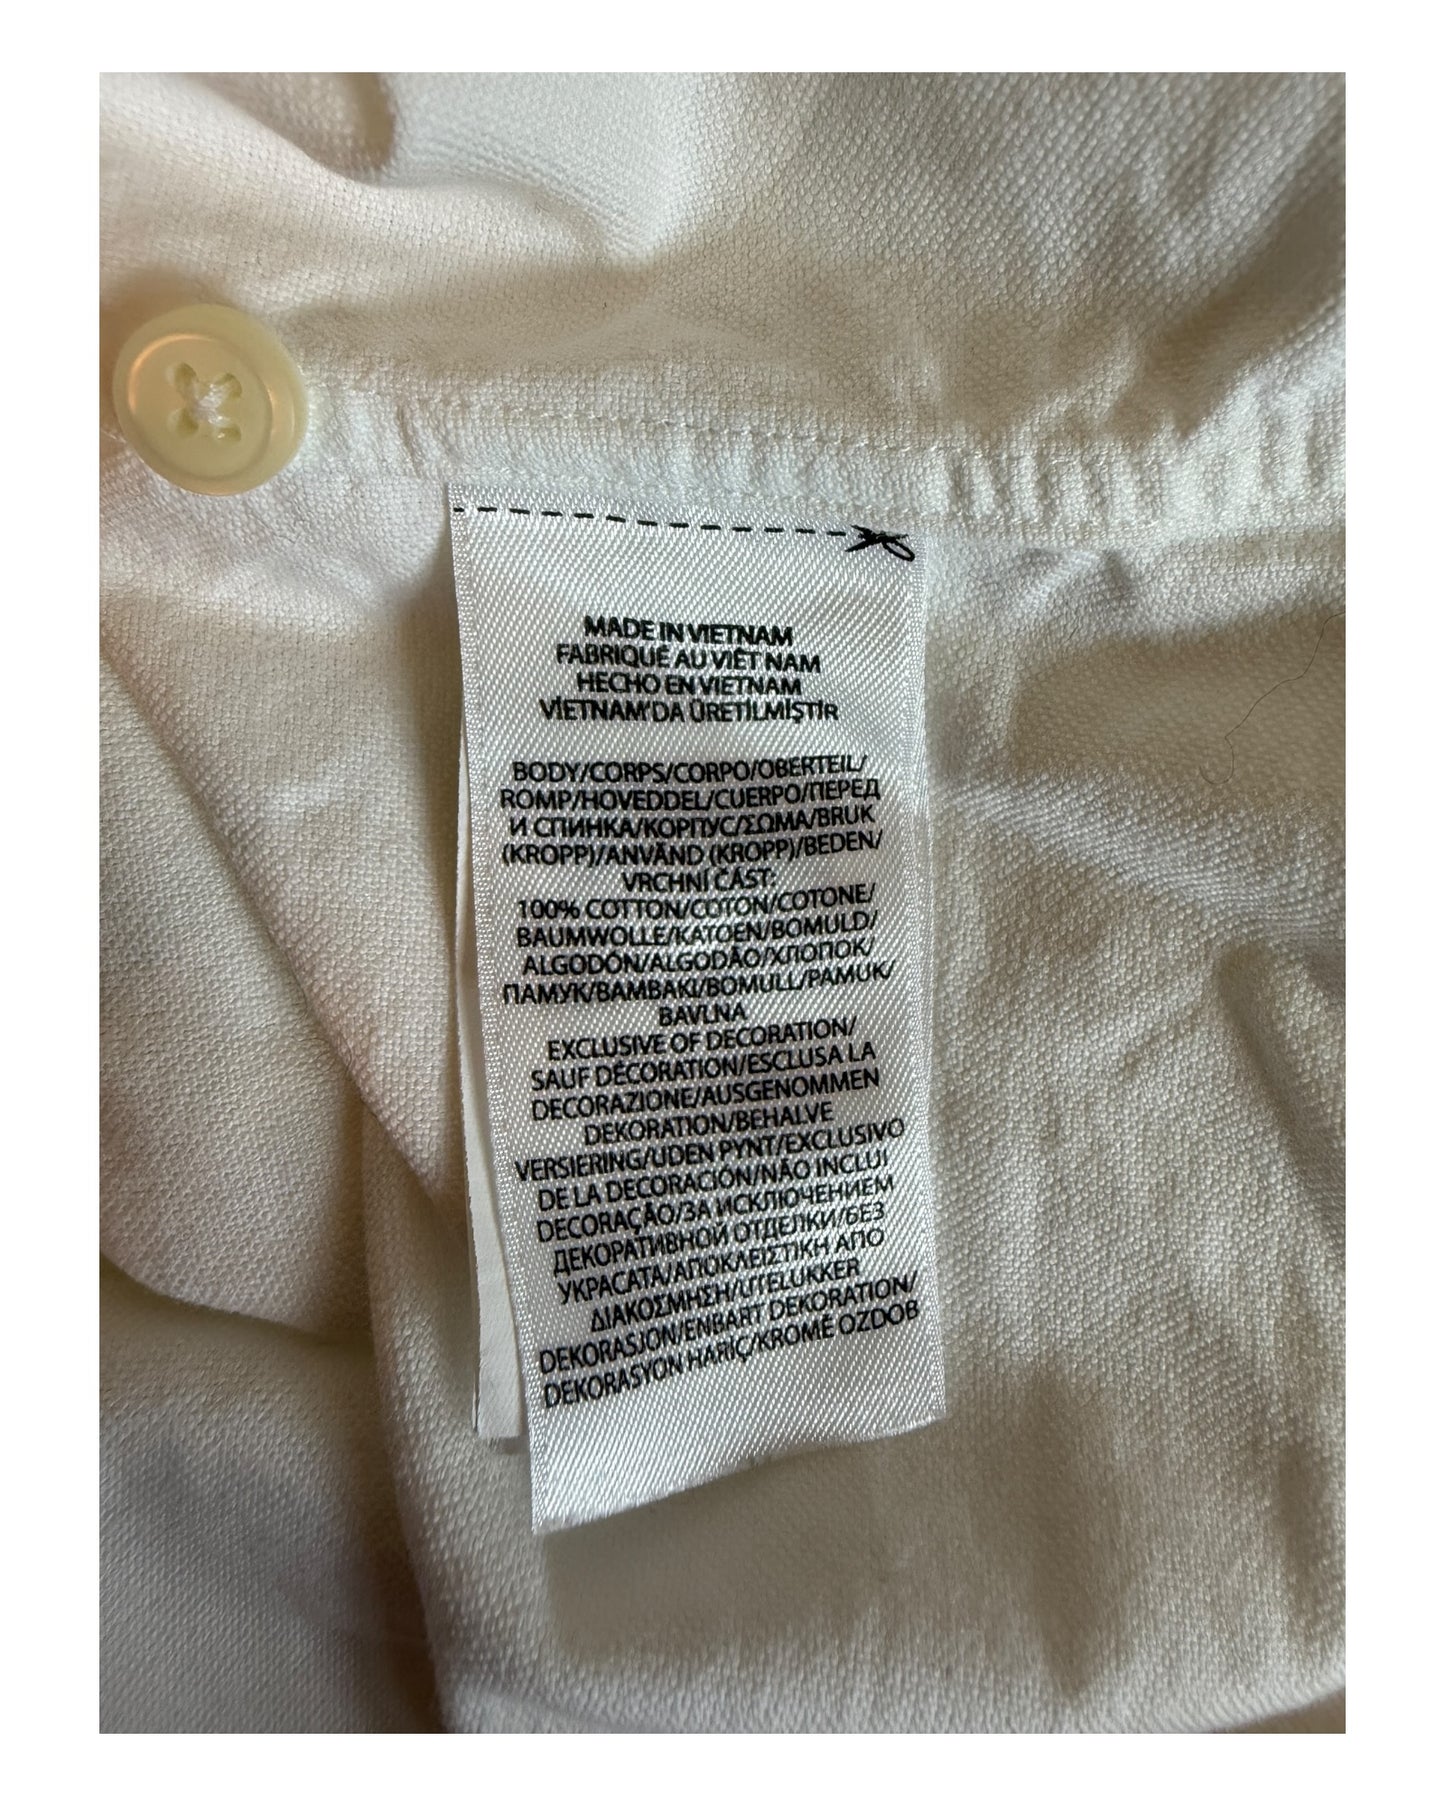 MADE IN VIETNAM
FABRIQUÉ AU VIÊT NAM
HECHO EN VIETNAM
VİETNAM'DA ÜRETİLMİŞTİR
BODY/CORPS/CORPO/OBERTEIL/
ROMP/HOVEDDEL/CUERPO/ПЕРЕД
И СПИНКА/КОРПУС/ΣΩΜΑ/BRUK
(KROPP)/ANVÄND (KROPP)/BEDEN/
VRCHNÍ ČÁST:
100% COTTON/COTON/COTONE/
BAUMWOLLE/KATOEN/BOMULD/
ALGODÓN/ALGODÃO/ХЛОПОК/
ПАМУК/ΒΑΜΒΑΚΙ/BOMULL/PAMUK/
BAVLNA
EXCLUSIVE OF DECORATION/
SAUF DÉCORATION/ESCLUSA LA
DECORAZIONE/AUSGENOMMEN
DEKORATION/BEHALVE
VERSIERING/UDEN PYNT/EXCLUSIVO
DE LA DECORACIÓN/NÃO INCLUI
DECORAÇÃO/ЗА ИСКЛЮЧЕНИЕМ
ДЕКОРАТИВНОЙ ОТДЕЛКИ/БЕЗ
УКРАСАТА/ΑΠΟΚΛΕΙΣΤΙΚΗ ΑΠΟ
ΔΙΑΚΟΣΜΗΣΗ/UTELUKKER
DEKORASJON/ENBART DEKORATION/
DEKORASYON HARİÇ/KROMĚ OZDOB